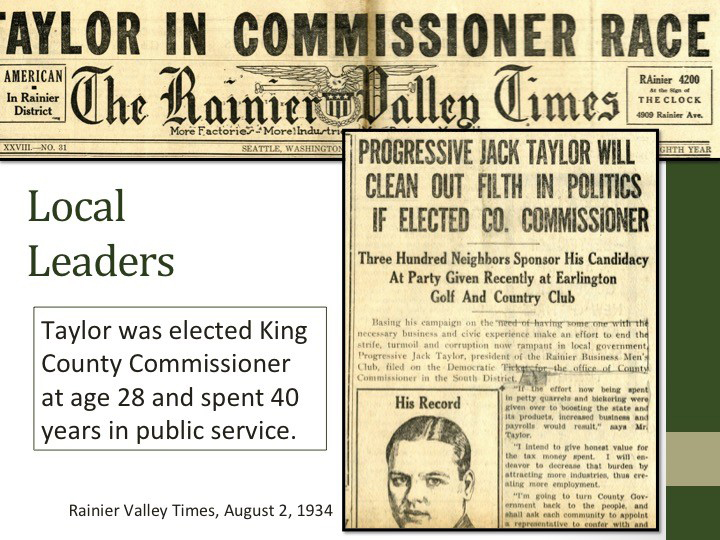 TAYLOR IN COMMISSIONER RACE
AMERICAN
In Rainier
District
The Rainier Valley Times
More Factories - More Industri
RAinier 4200
At the Sign of
THE CLOCK
4909 Rainier Ave.
XXVIII.—NO. 31
SEATTLE, WASHINGTON
GHTH YEAR
Local
Leaders
Taylor was elected King
County Commissioner
at age 28 and spent 40
years in public service.
Rainier Valley Times, August 2, 1934
PROGRESSIVE JACK TAYLOR WILL
CLEAN OUT FILTH IN POLITICS
IF ELECTED CO. COMMISSIONER
Three Hundred Neighbors Sponsor His Candidacy
At Party Given Recently at Earlington
Golf And Country Club
Basing his campaign on the "need of having some one with the
necessary business and civic experience make an effort to end the
strife, turmoil and corruption now rampant in local government,
Progressive Jack Taylor, president of the Rainier Business Men's
Club, filed on the Democratic Ticket for the office of County
Commissioner in the South District.
His Record
"If the effort now being spent
in petty quarrels and bickering were
given over to boosting the state and
its products, increased business and
payrolls would result," says Mr.
Taylor.
"I intend to give honest value for
the tax money spent. I will en-
deavor to decrease that burden by
attracting more industries, thus cre-
ating more employment.
"I'm going to turn County Gov-
ernment back to the people, and
shall ask each community to appoint
a representative to confer with and